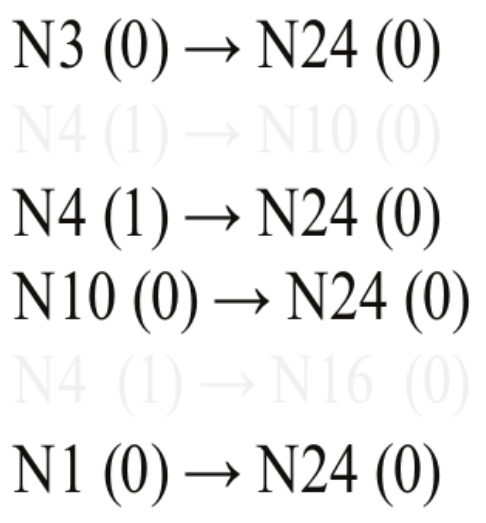 N3 (0) → N24 (0)
N4 (1) → N10 (0)
N4 (1) → N24 (0)
N10 (0) → N24 (0)
N4 (1) → N16 (0)
N1 (0) → N24 (0)